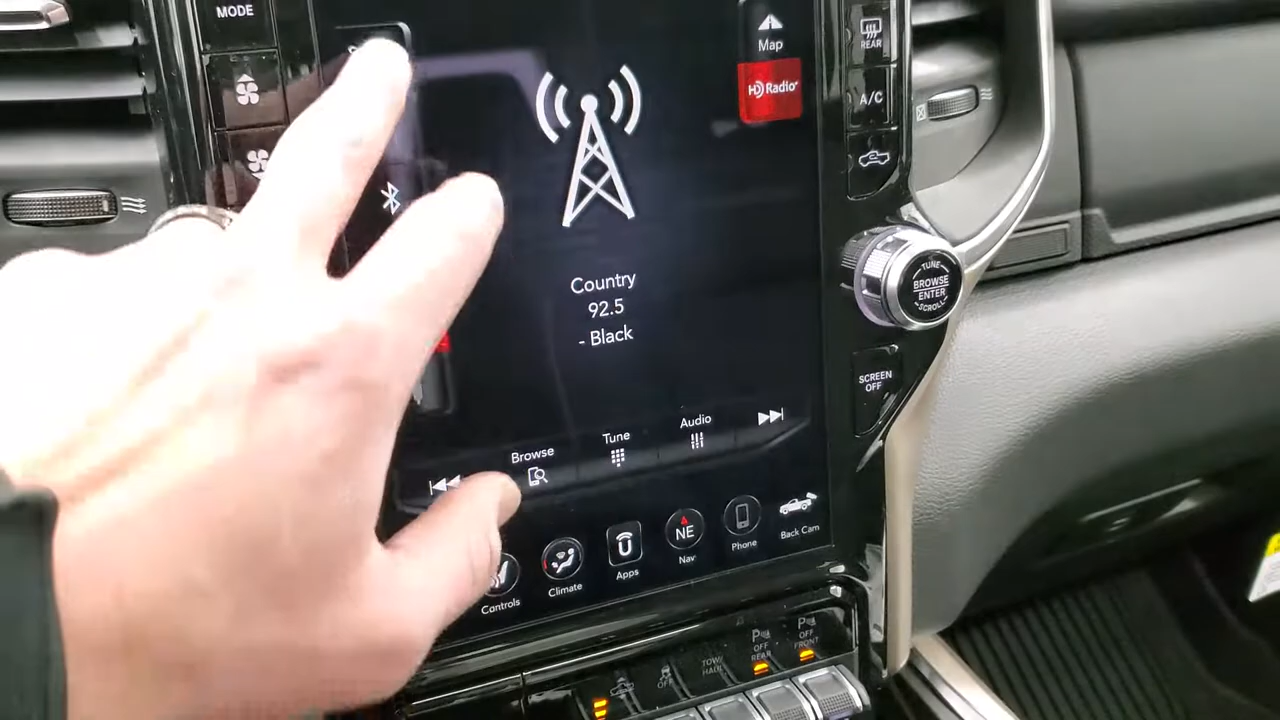 MODE
Map
HD Radio
REAR
A/C
TUNE
BROWSE
ENTER
SCROLL
Country
92.5
- Black
SCREEN
OFF
Browse
Tune
Audio
Controls
Climate
Apps
NE
Nav
Phone
Back Cam
OFF
TOW/
HAUL
P
OFF
REAR
P
OFF
FRONT